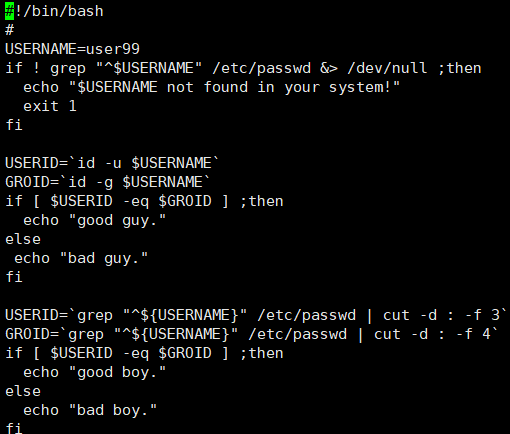 #!/bin/bash
#
USERNAME=user99
if ! grep "^$USERNAME" /etc/passwd &> /dev/null ;then
  echo "$USERNAME not found in your system!"
  exit 1
fi

USERID=`id -u $USERNAME`
GROID=`id -g $USERNAME`
if [ $USERID -eq $GROID ] ;then
  echo "good guy."
else
 echo "bad guy."
fi

USERID=`grep "^${USERNAME}" /etc/passwd | cut -d : -f 3`
GROID=`grep "^${USERNAME}" /etc/passwd | cut -d : -f 4`
if [ $USERID -eq $GROID ] ;then
  echo "good boy."
else
  echo "bad boy."
fi